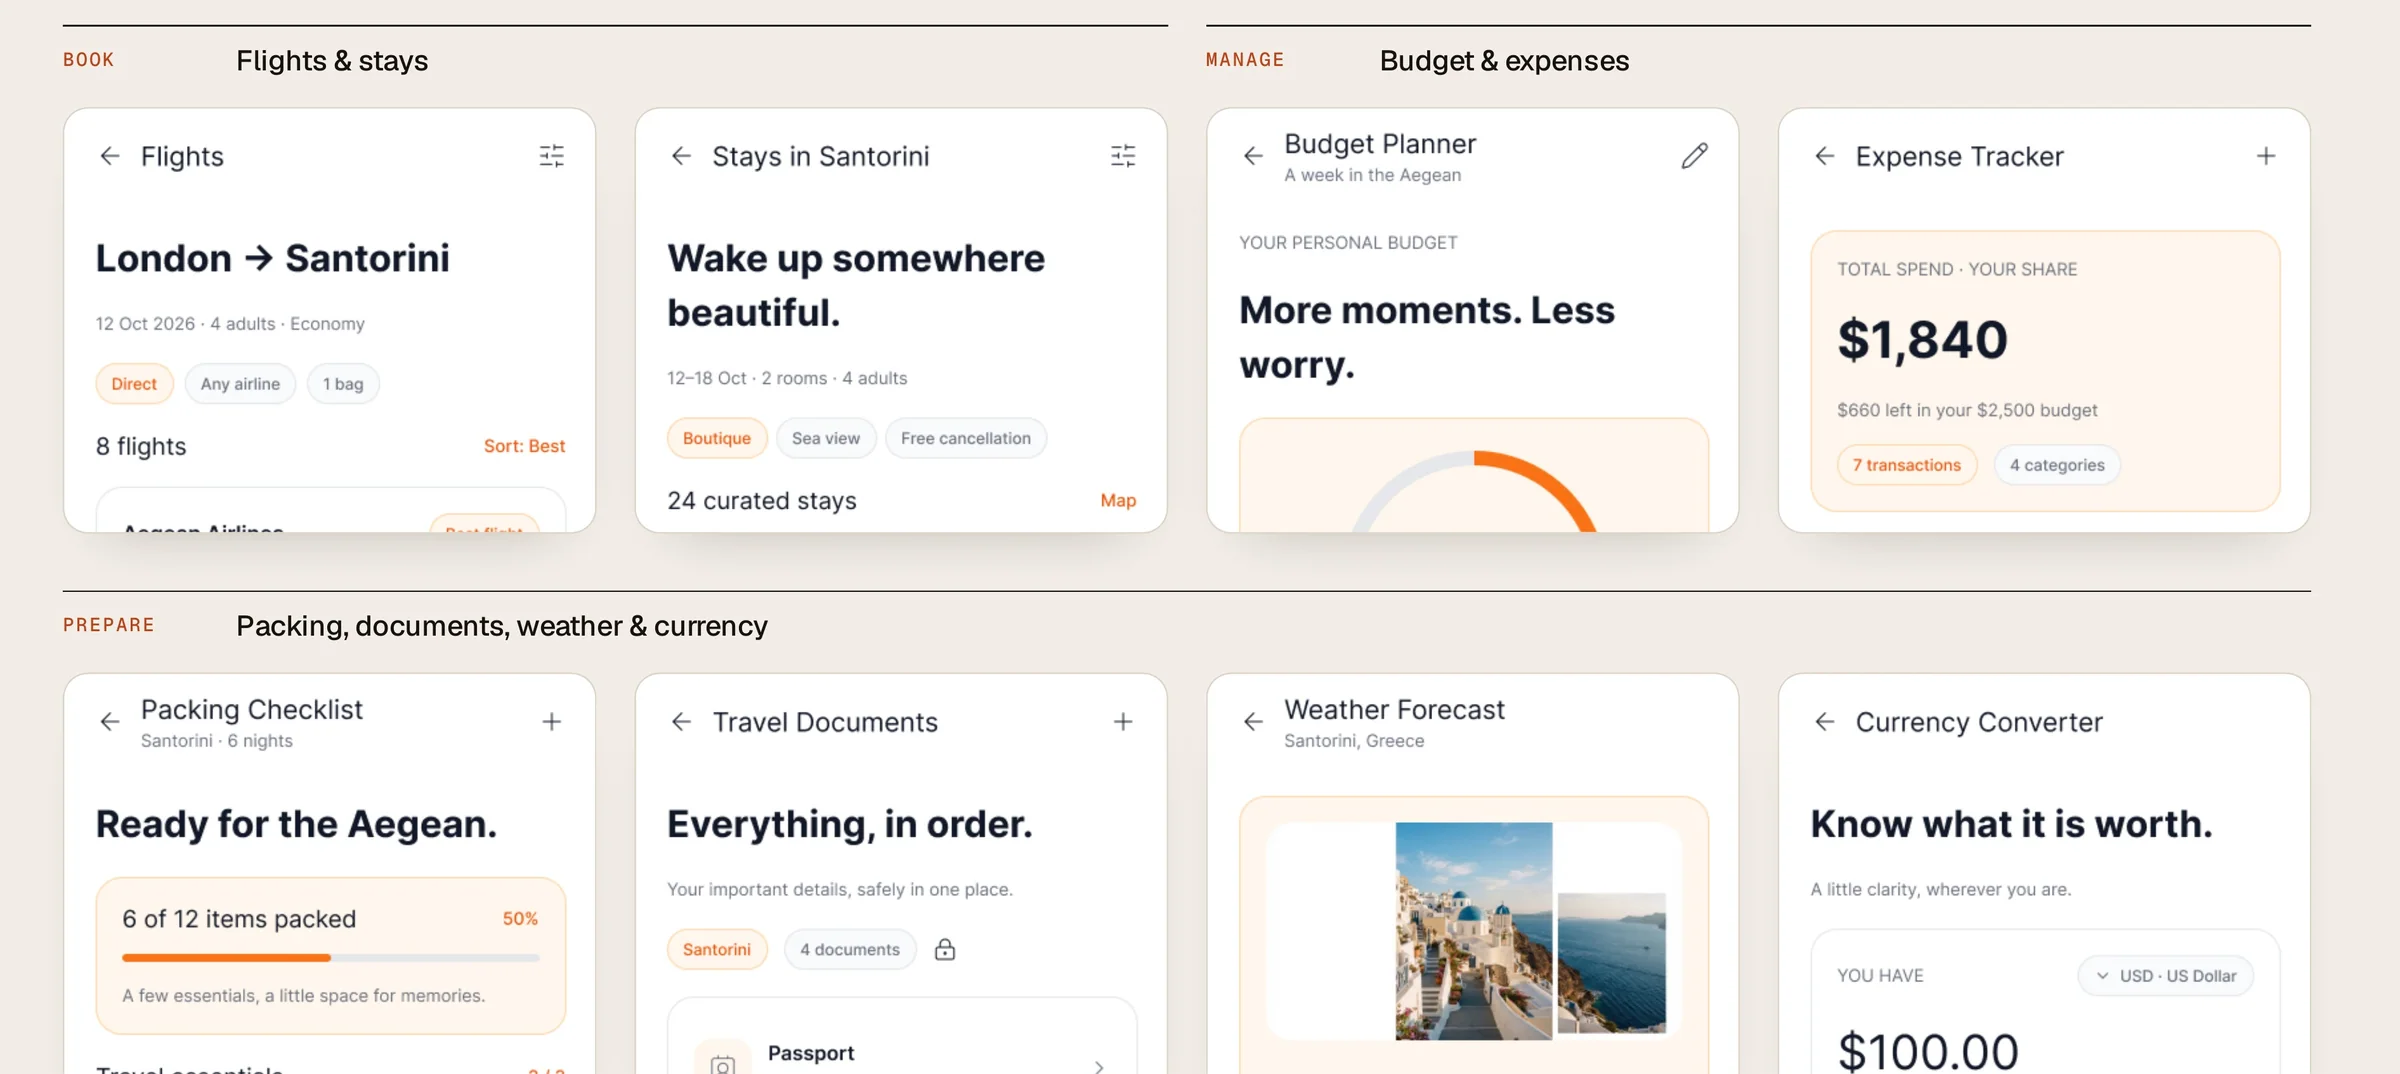 BOOK
Flights & stays
MANAGE
Budget & expenses
Flights
London → Santorini
12 Oct 2026 · 4 adults · Economy
Direct
Any airline
1 bag
8 flights
Sort: Best
Aegean Airlines
Best flight
Stays in Santorini
Wake up somewhere
beautiful.
12–18 Oct · 2 rooms · 4 adults
Boutique
Sea view
Free cancellation
24 curated stays
Map
Budget Planner
A week in the Aegean
YOUR PERSONAL BUDGET
More moments. Less
worry.
Expense Tracker
TOTAL SPEND · YOUR SHARE
$1,840
$660 left in your $2,500 budget
7 transactions
4 categories
PREPARE
Packing, documents, weather & currency
Packing Checklist
Santorini · 6 nights
Ready for the Aegean.
6 of 12 items packed
50%
A few essentials, a little space for memories.
Travel essentials
Travel Documents
Everything, in order.
Your important details, safely in one place.
Santorini
4 documents
Passport
Weather Forecast
Santorini, Greece
Currency Converter
Know what it is worth.
A little clarity, wherever you are.
YOU HAVE
USD · US Dollar
$100.00